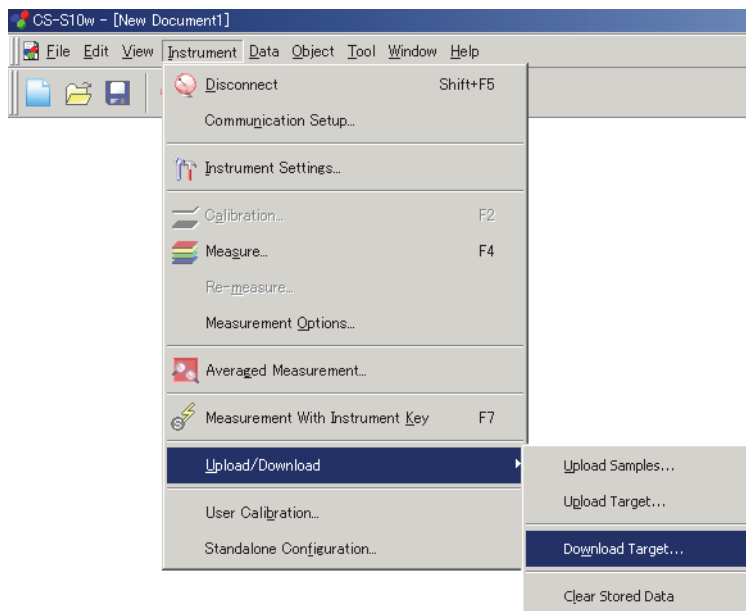 CS-S10w - [New Document1]
File Edit View Instrument Data Object Tool Window Help
Disconnect Shift+F5
Communication Setup...
Instrument Settings...
Calibration... F2
Measure... F4
Re-measure...
Measurement Options...
Averaged Measurement...
Measurement With Instrument Key F7
Upload/Download
Upload Samples...
Upload Target...
Download Target...
Clear Stored Data
User Calibration...
Standalone Configuration...